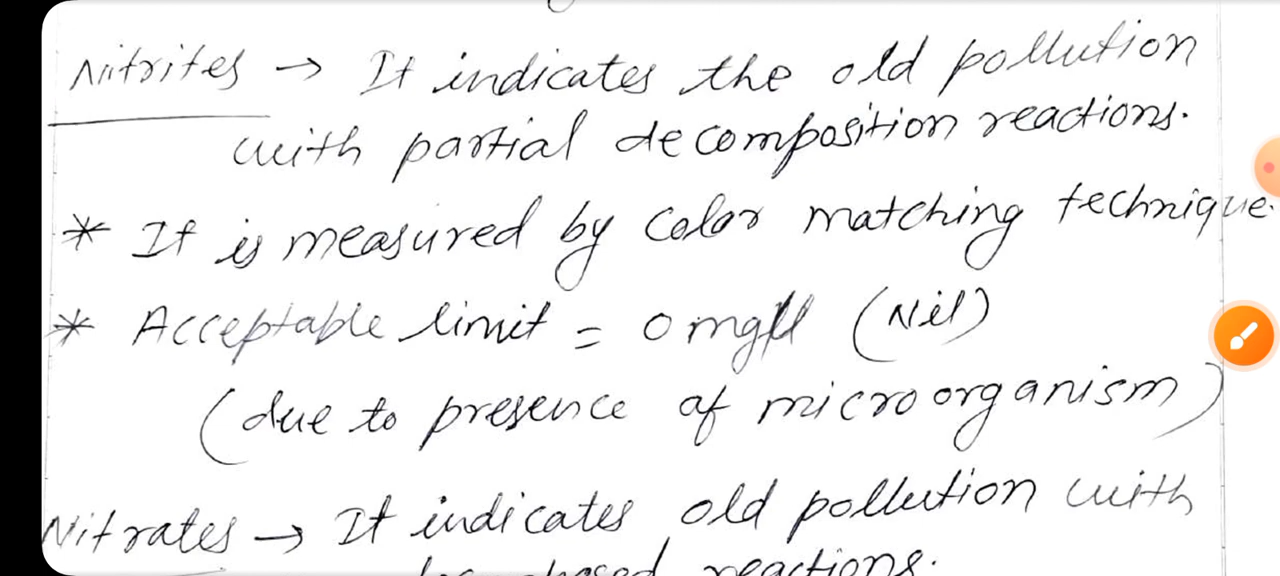 Nitrites → It indicates the old pollution
with partial decomposition reactions.
* It is measured by Color matching technique.
* Acceptable limit = 0 mg/l (Nil)
(due to presence of microorganism)
Nitrates → It indicates old pollution with
reactions.